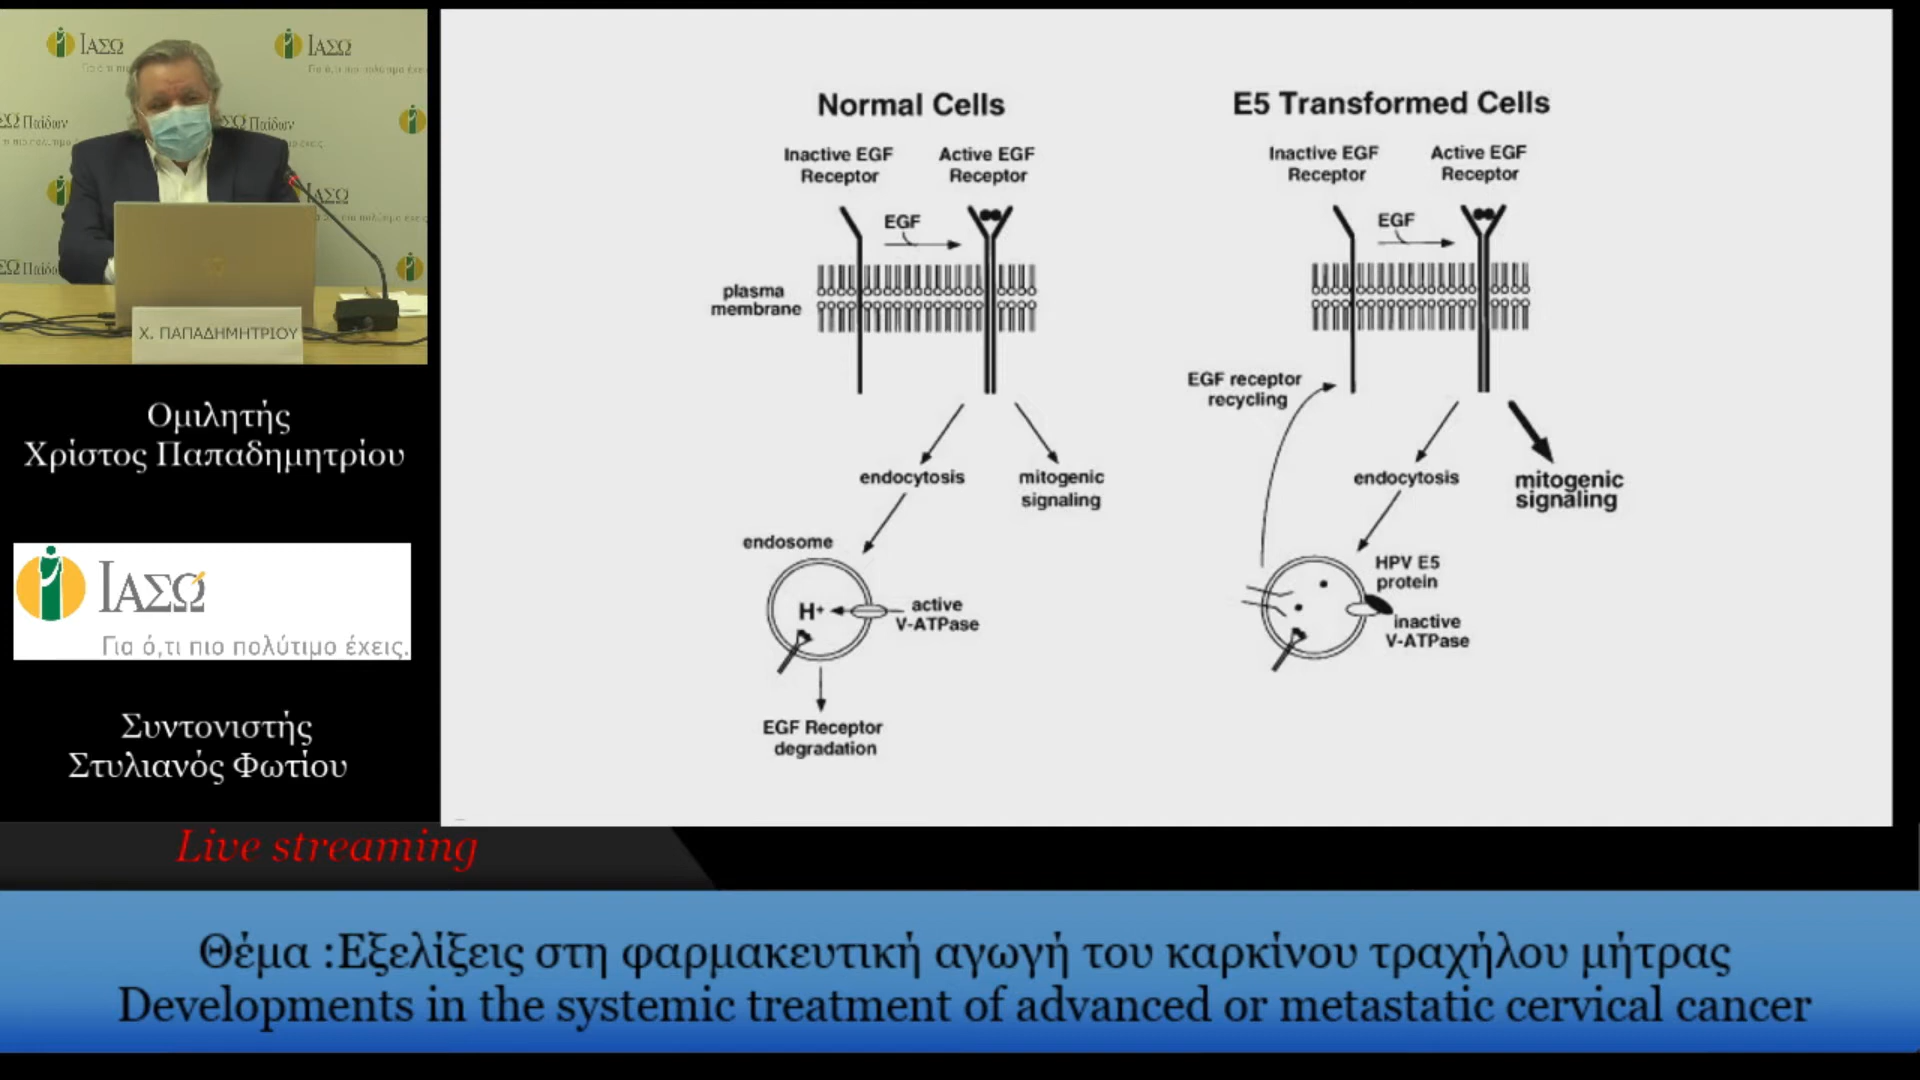 ΙΑΣΩ
ΙΑΣΩ
Παίδων
Παίδων
ΙΑΣΩ
Χ. ΠΑΠΑΔΗΜΗΤΡΙΟΥ
Ομιλητής
Χρίστος Παπαδημητρίου
ΙΑΣΩ
Για ό,τι πιο πολύτιμο έχεις.
Συντονιστής
Στυλιανός Φωτίου
Normal Cells
Inactive EGF
Receptor
Active EGF
Receptor
EGF
plasma
membrane
endocytosis
mitogenic
signaling
endosome
H+
active
V-ATPase
EGF Receptor
degradation
E5 Transformed Cells
Inactive EGF
Receptor
Active EGF
Receptor
EGF
EGF receptor
recycling
endocytosis
mitogenic
signaling
HPV E5
protein
inactive
V-ATPase
Live streaming
Θέμα :Εξελίξεις στη φαρμακευτική αγωγή του καρκίνου τραχήλου μήτρας
Developments in the systemic treatment of advanced or metastatic cervical cancer